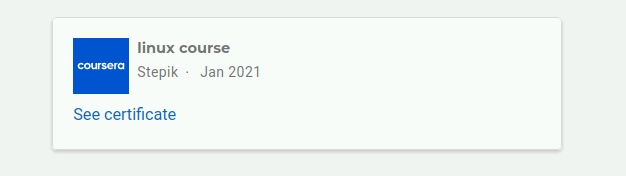 coursera
linux course
Stepik · Jan 2021
See certificate